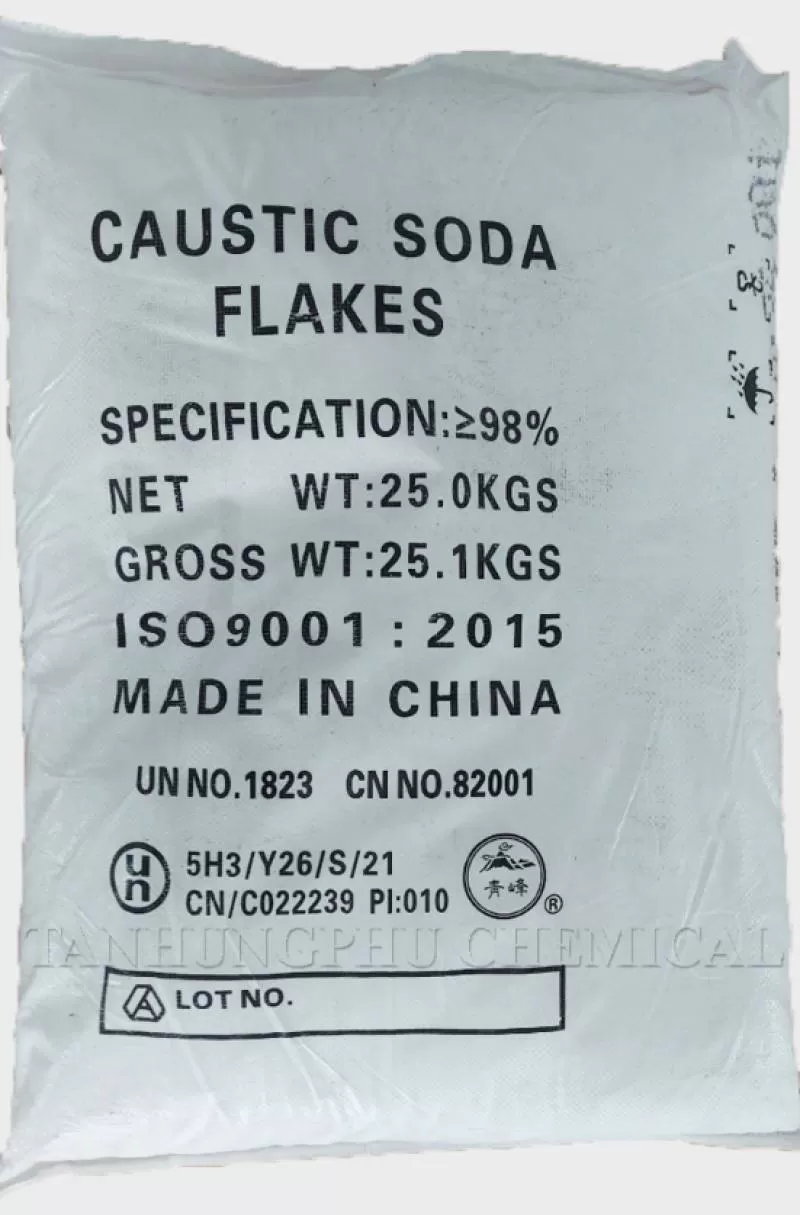 CAUSTIC SODA
FLAKES
SPECIFICATION:≥98%
NET WT:25.0KGS
GROSS WT:25.1KGS
ISO9001:2015
MADE IN CHINA
UN NO.1823 CN NO.82001
un 5H3/Y26/S/21
CN/C022239 PI:010
青峰 ®
TANHUNGPHU CHEMICAL
LOT NO.